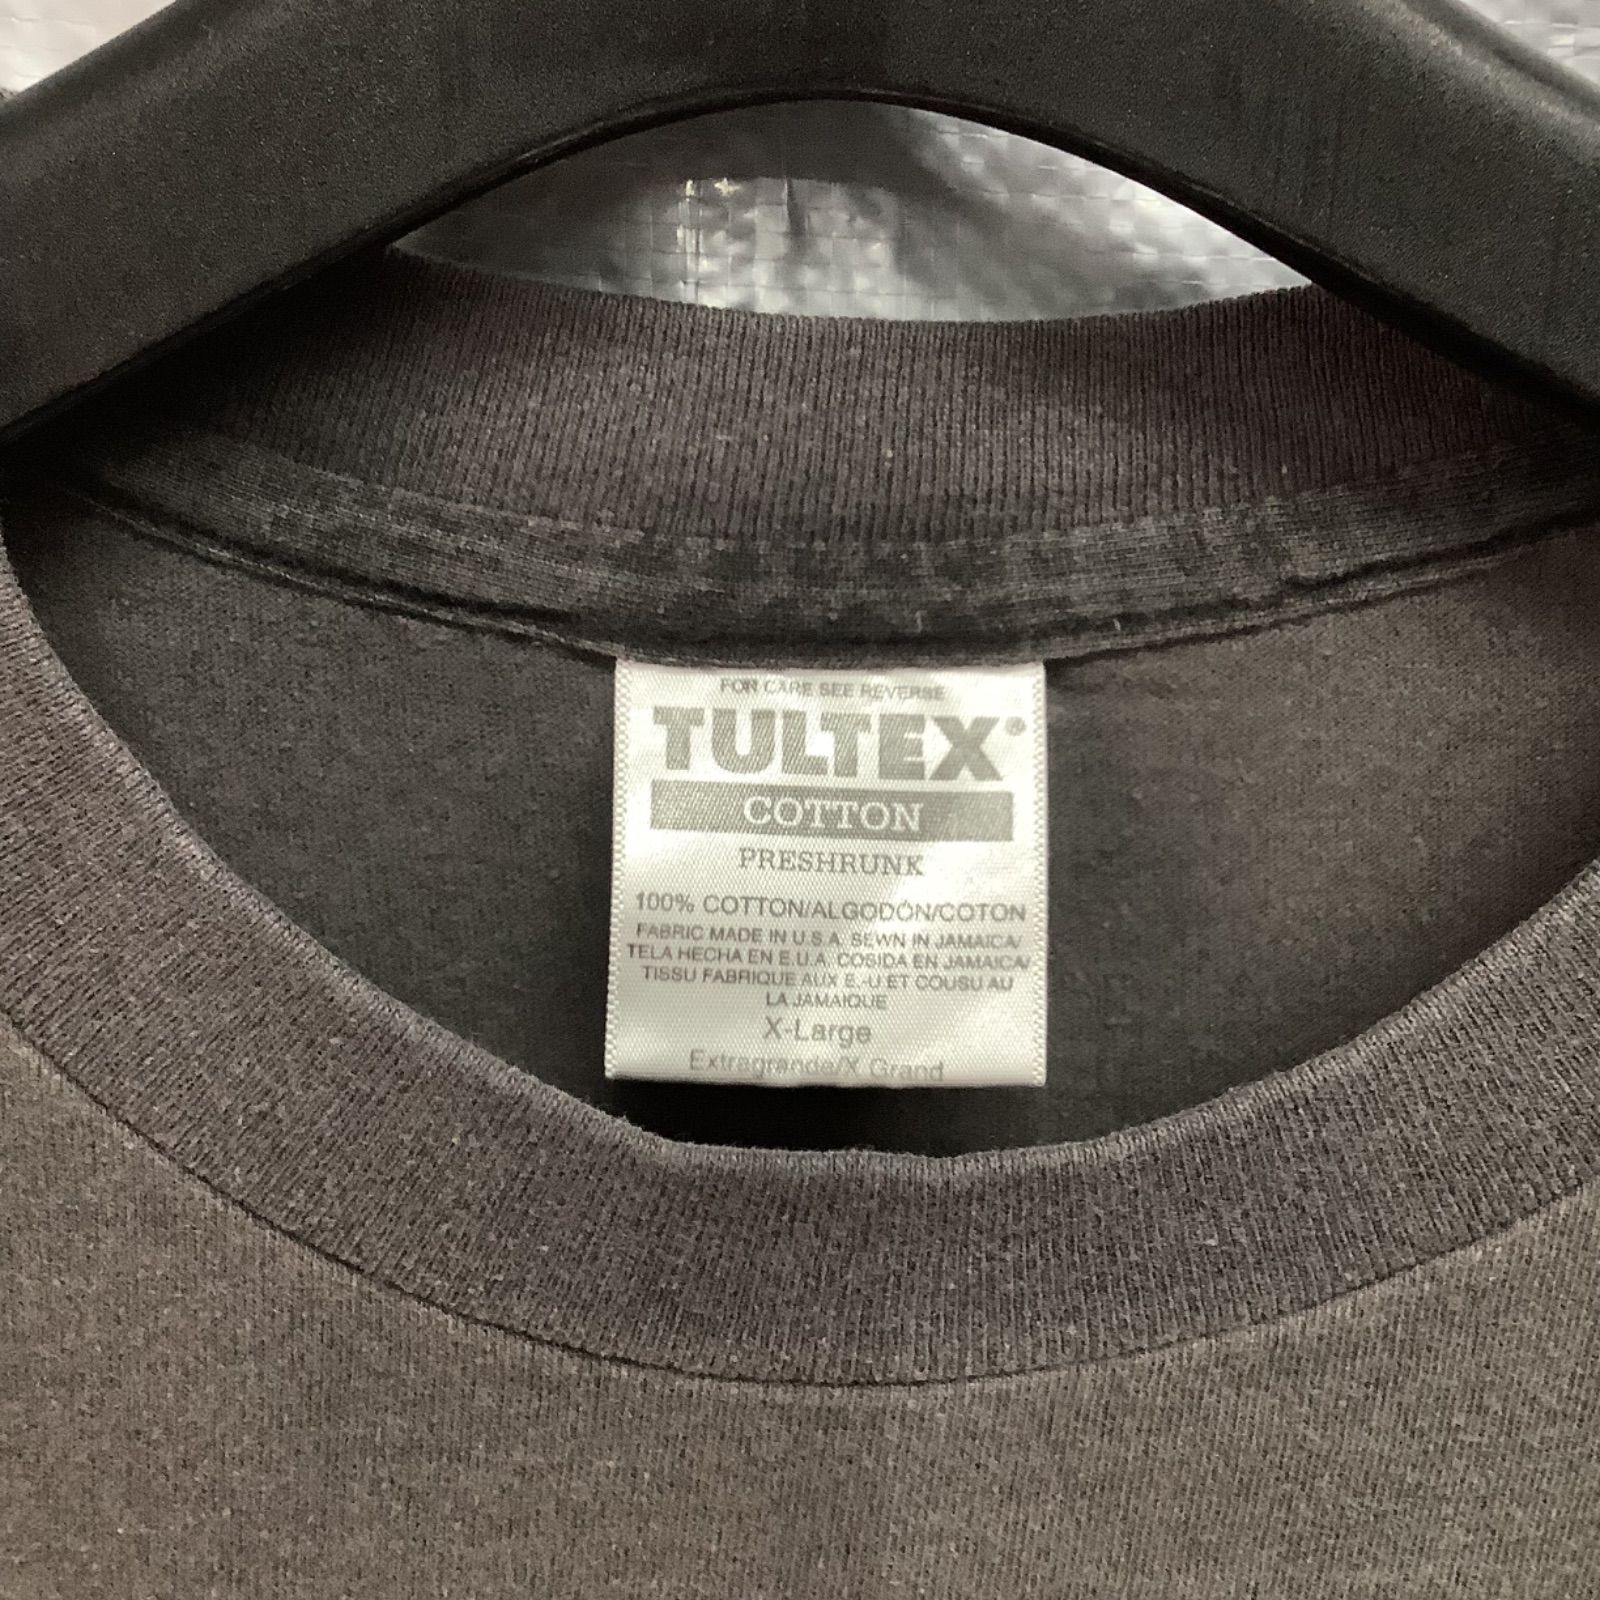 FOR CARE SEE REVERSE
TULTEX®
COTTON
PRESHRUNK
100% COTTON/ALGODÓN/COTON
FABRIC MADE IN U.S.A. SEWN IN JAMAICA/
TELA HECHA EN E.U.A. COSIDA EN JAMAICA/
TISSU FABRIQUE AUX E.-U ET COUSU AU
LA JAMAIQUE
X-Large
Extragrande/X Grand